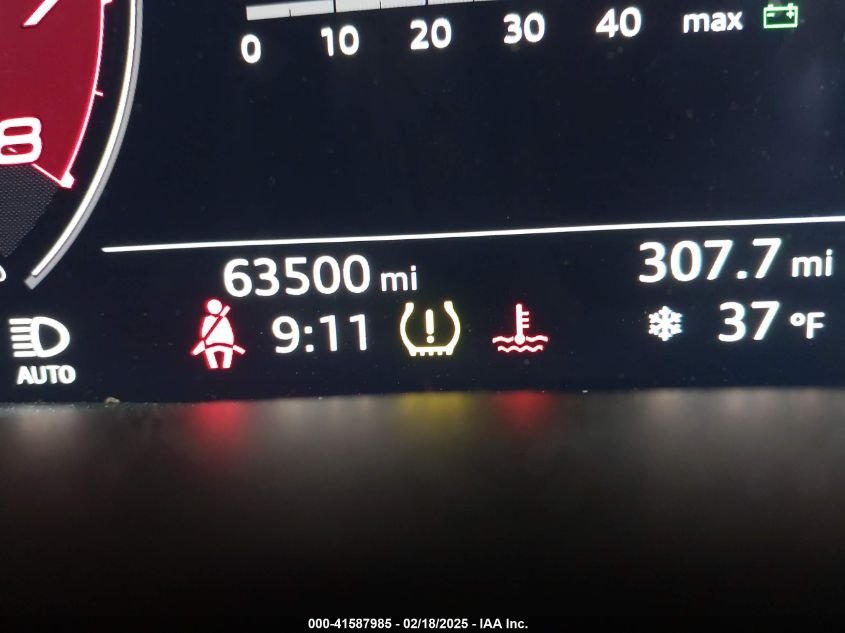 0 10 20 30 40 max
8
63500 mi 307.7 mi
9:11 37 °F
AUTO
000-41587985 - 02/18/2025 - IAA Inc.